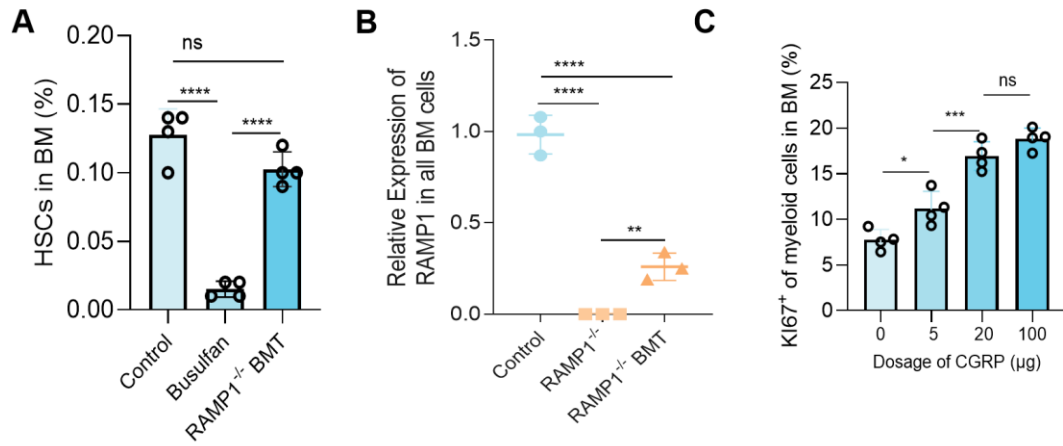 A
HSCs in BM (%)
0.20
0.15
0.10
0.05
0.00
ns
****
****
Control
Busulfan
RAMP1-/- BMT
B
Relative Expression of
RAMP1 in all BM cells
1.5
1.0
0.5
0.0
****
****
**
Control
RAMP1-/-
RAMP1-/- BMT
C
KI67+ of myeloid cells in BM (%)
25
20
15
10
5
0
ns
***
*
0 5 20 100
Dosage of CGRP (μg)